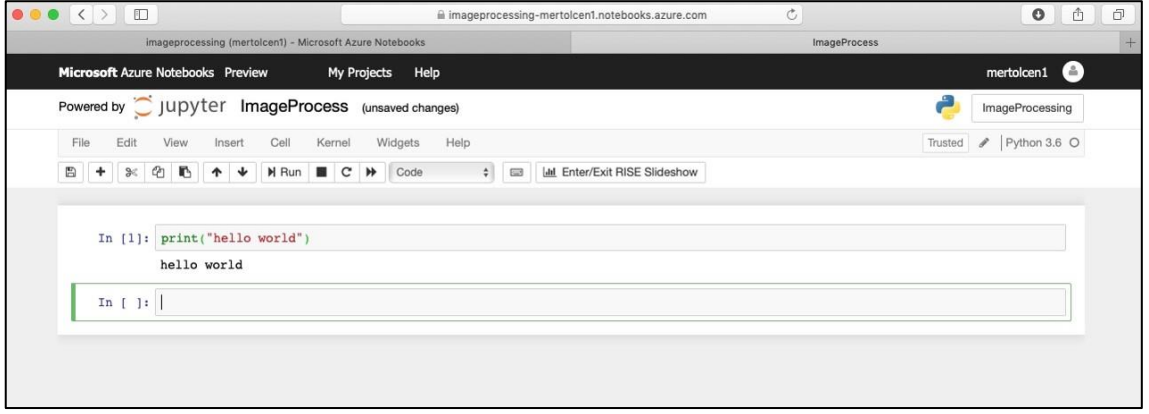 imageprocessing-mertolcen1.notebooks.azure.com
imageprocessing (mertolcen1) - Microsoft Azure Notebooks ImageProcess
Microsoft Azure Notebooks Preview My Projects Help mertolcen1
Powered by jupyter ImageProcess (unsaved changes) ImageProcessing
File Edit View Insert Cell Kernel Widgets Help Trusted Python 3.6
Run Code Enter/Exit RISE Slideshow
In [1]: print("hello world")
hello world
In [ ]: